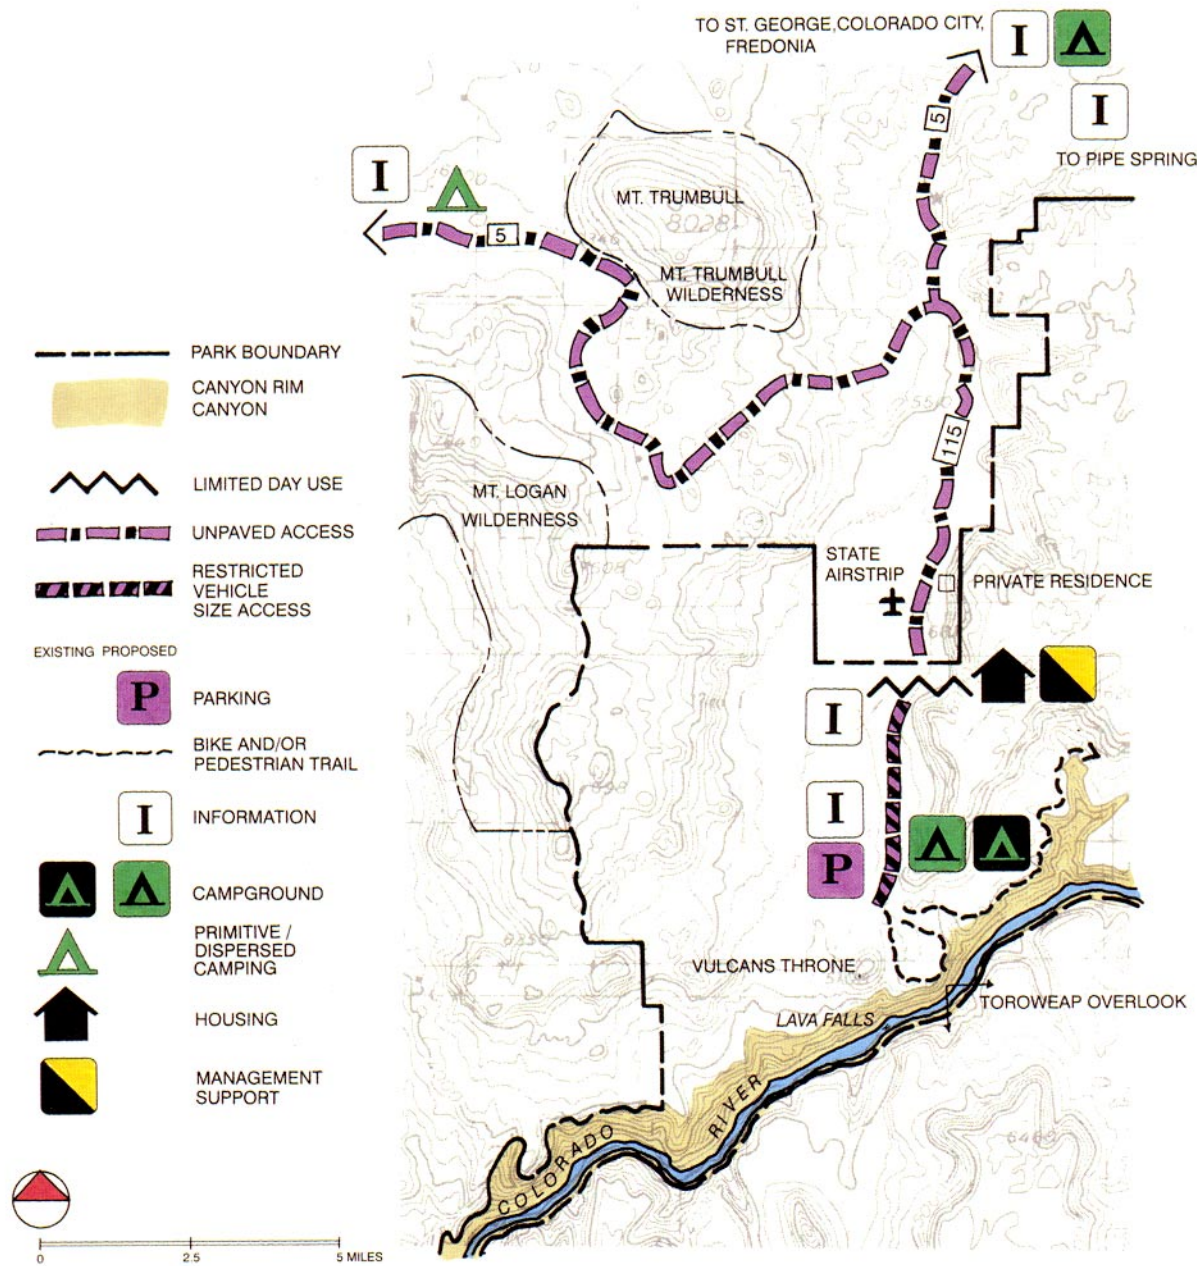 TO ST. GEORGE, COLORADO CITY,
FREDONIA
I
I
TO PIPE SPRING
5
I
5
MT. TRUMBULL
8028
MT. TRUMBULL
WILDERNESS
115
MT. LOGAN
WILDERNESS
STATE
AIRSTRIP
PRIVATE RESIDENCE
I
I
P
VULCANS THRONE
LAVA FALLS
TOROWEAP OVERLOOK
COLORADO RIVER
6460
PARK BOUNDARY
CANYON RIM
CANYON
LIMITED DAY USE
UNPAVED ACCESS
RESTRICTED
VEHICLE
SIZE ACCESS
EXISTING PROPOSED
P
PARKING
BIKE AND/OR
PEDESTRIAN TRAIL
I
INFORMATION
CAMPGROUND
PRIMITIVE /
DISPERSED
CAMPING
HOUSING
MANAGEMENT
SUPPORT
0 2.5 5 MILES